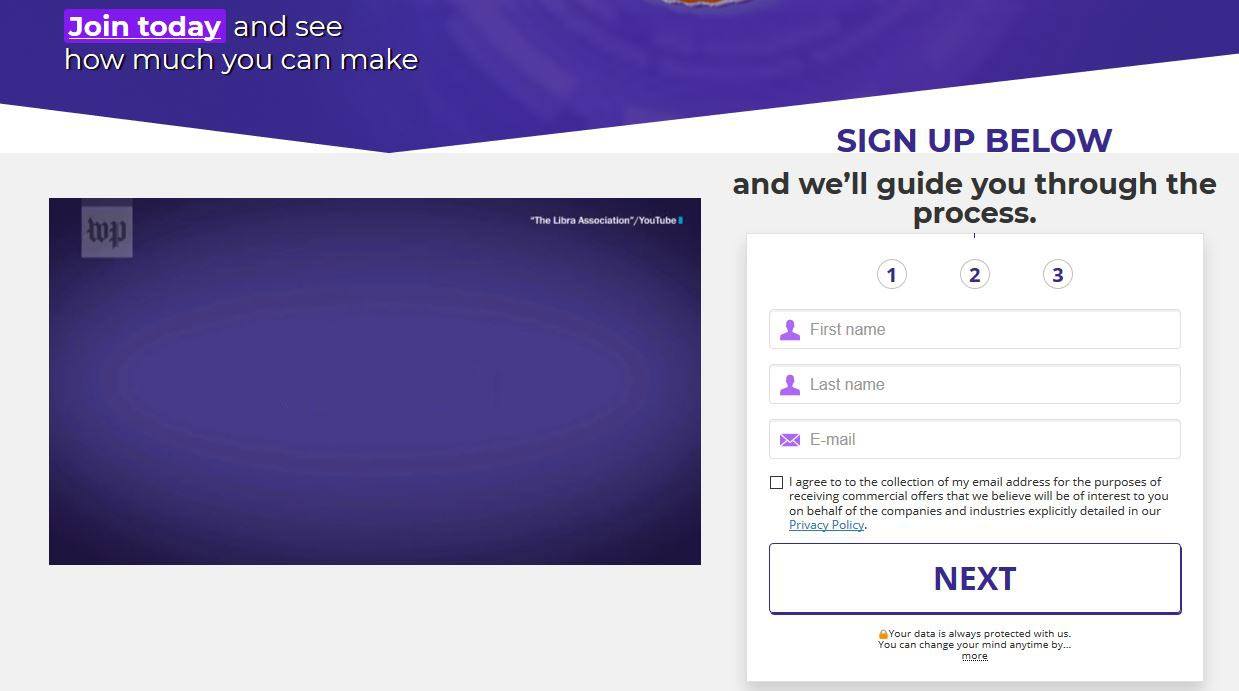 Join today and see
how much you can make
SIGN UP BELOW
and we’ll guide you through the
process.
wp
"The Libra Association"/YouTube
1 2 3
First name
Last name
E-mail
I agree to to the collection of my email address for the purposes of
receiving commercial offers that we believe will be of interest to you
on behalf of the companies and industries explicitly detailed in our
Privacy Policy.
NEXT
Your data is always protected with us.
You can change your mind anytime by...
more